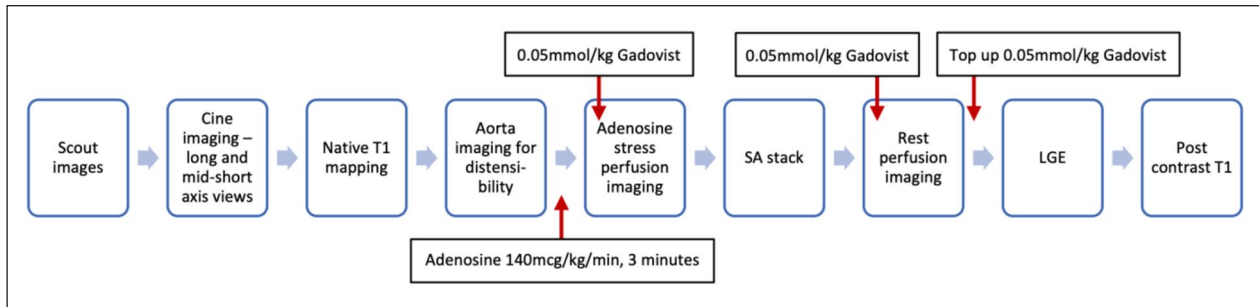 0.05mmol/kg Gadovist
0.05mmol/kg Gadovist
Top up 0.05mmol/kg Gadovist
Scout
images
Cine
imaging –
long and
mid-short
axis views
Native T1
mapping
Aorta
imaging for
distensi-
bility
Adenosine
stress
perfusion
imaging
SA stack
Rest
perfusion
imaging
LGE
Post
contrast T1
Adenosine 140mcg/kg/min, 3 minutes